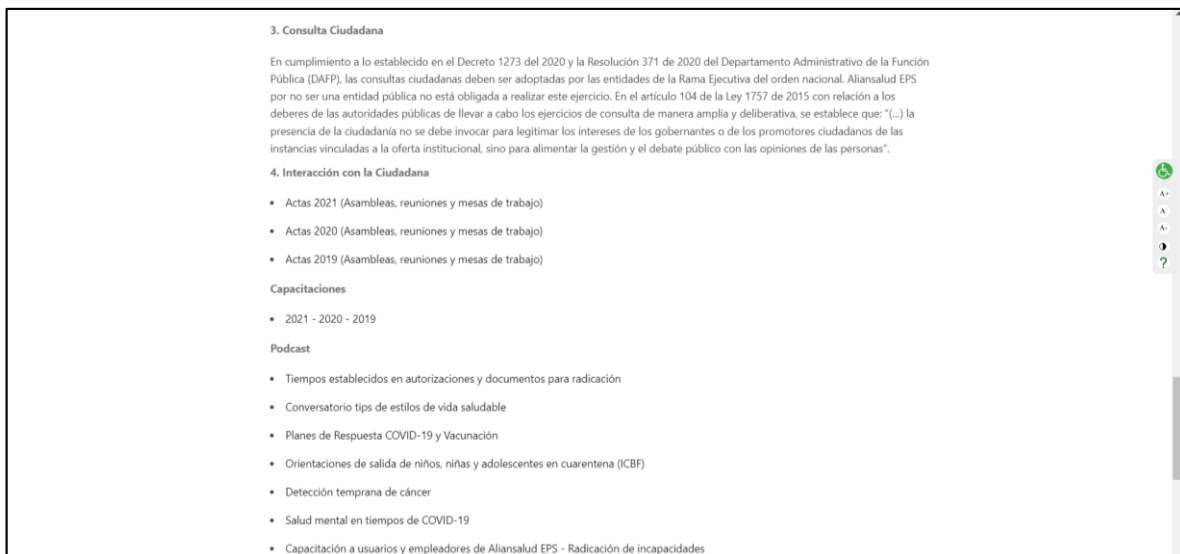 3. Consulta Ciudadana
En cumplimiento a lo establecido en el Decreto 1273 del 2020 y la Resolución 371 de 2020 del Departamento Administrativo de la Función
Pública (DAFP), las consultas ciudadanas deben ser adoptadas por las entidades de la Rama Ejecutiva del orden nacional. Aliansalud EPS
por no ser una entidad pública no está obligada a realizar este ejercicio. En el artículo 104 de la Ley 1757 de 2015 con relación a los
deberes de las autoridades públicas de llevar a cabo los ejercicios de consulta de manera amplia y deliberativa, se establece que: "(...) la
presencia de la ciudadanía no se debe invocar para legitimar los intereses de los gobernantes o de los promotores ciudadanos de las
instancias vinculadas a la oferta institucional, sino para alimentar la gestión y el debate público con las opiniones de las personas".
4. Interacción con la Ciudadana
• Actas 2021 (Asambleas, reuniones y mesas de trabajo)
• Actas 2020 (Asambleas, reuniones y mesas de trabajo)
• Actas 2019 (Asambleas, reuniones y mesas de trabajo)
Capacitaciones
• 2021 - 2020 - 2019
Podcast
• Tiempos establecidos en autorizaciones y documentos para radicación
• Conversatorio tips de estilos de vida saludable
• Planes de Respuesta COVID-19 y Vacunación
• Orientaciones de salida de niños, niñas y adolescentes en cuarentena (ICBF)
• Detección temprana de cáncer
• Salud mental en tiempos de COVID-19
• Capacitación a usuarios y empleadores de Aliansalud EPS - Radicación de incapacidades
A+
A
A-
?